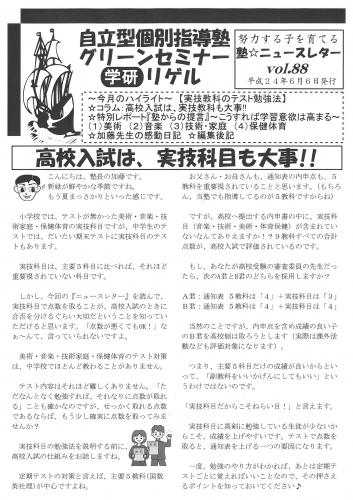 自立型個別指導塾
グリーンセミナー
学研リゲル
努力する子を育てる
塾☆ニュースレター
vol.88
平成24年6月6日発行
～今月のハイライト～【実技教科のテスト勉強法】
☆コラム:高校入試は、実技教科も大事!!
☆特別レポート『塾からの提言』～こうすれば学習意欲は高まる～
(1)美術 (2)音楽 (3)技術・家庭 (4)保健体育
☆加藤先生の感動日記 ☆編集後記
高校入試は、実技科目も大事!!
こんにちは、塾長の加藤です。
新緑が鮮やかな季節ですね。
もう夏まっさかりといった感じです。
小学校では、テストが無かった美術・音楽・技
術家庭・保健体育の実技科目ですが、中学生のテ
ストでは、だいたい期末テストに実技科目のテス
トもあります。
実技科目は、主要5科目に比べれば、それほど
重要視されていない科目です。
しかし、今回の『ニュースレター』を読んで、
実技科目で点数を取ることが、高校入試のときに
合否を分けるぐらい大切だということを知ってい
ただけると思います。「点数が悪くてもOK!」な
ぁ～んて、言っていられないですよ。
美術・音楽・技術家庭・保健体育のテスト対策
は、中学校でほとんど教わることがありません。
テスト内容はそれほど難しくありません。「た
だなんとなく勉強すれば、それなりに点数が取れ
る」ことも確かなのですが、せっかく取れる点数
であるならば、もう少し確実に点数を取ってみま
せんか?
実技科目の勉強法を説明する前に、
高校入試の仕組みをお話しますね。
定期テストの対策と言えば、主要5教科(国数
英社理)が中心ですよね。
お父さん・お母さんも、通知表の内申点も、5
教科を重要視されていることと思います。(もちろ
ん、当塾でも指導してるのが5教科ですからね)
ですが、高校へ提出する内申書の中に、実技科
目(音楽・技術・美術・体育保健)が含まれてい
ないなんてありえますか!?9教科すべての合計
点数が、高校入試で評価されているのです。
もし、あなたが高校受験の審査委員の先生だっ
たら、次のAとBのどちらを採用しますか?
A君:通知表 5教科は「4」+実技科目は「3」
B君:通知表 5教科は「4」+実技科目は「4」
当然のことですが、内申点を含め成績の良い子
のB君を高校側は取ろうとします(実際は課外活
動なども評価対象になります)。
つまり、主要5科目だけの成績が良いからとい
って、「副教科をいいかげんにしてもいい」とい
うわけではないのです。
「実技科目だからこそねらい目!」と言えます。
実技科目に真剣に勉強している生徒が少ないか
らこそ、成績を上げやすいです。テストで点数を
取ると、通知表を上げる一つの要因になります。
一度、勉強のやり方がわかれば、あとは定期テ
ストごとに覚えればいいことなので、その押さえ
るポイントを知っておいてください♪